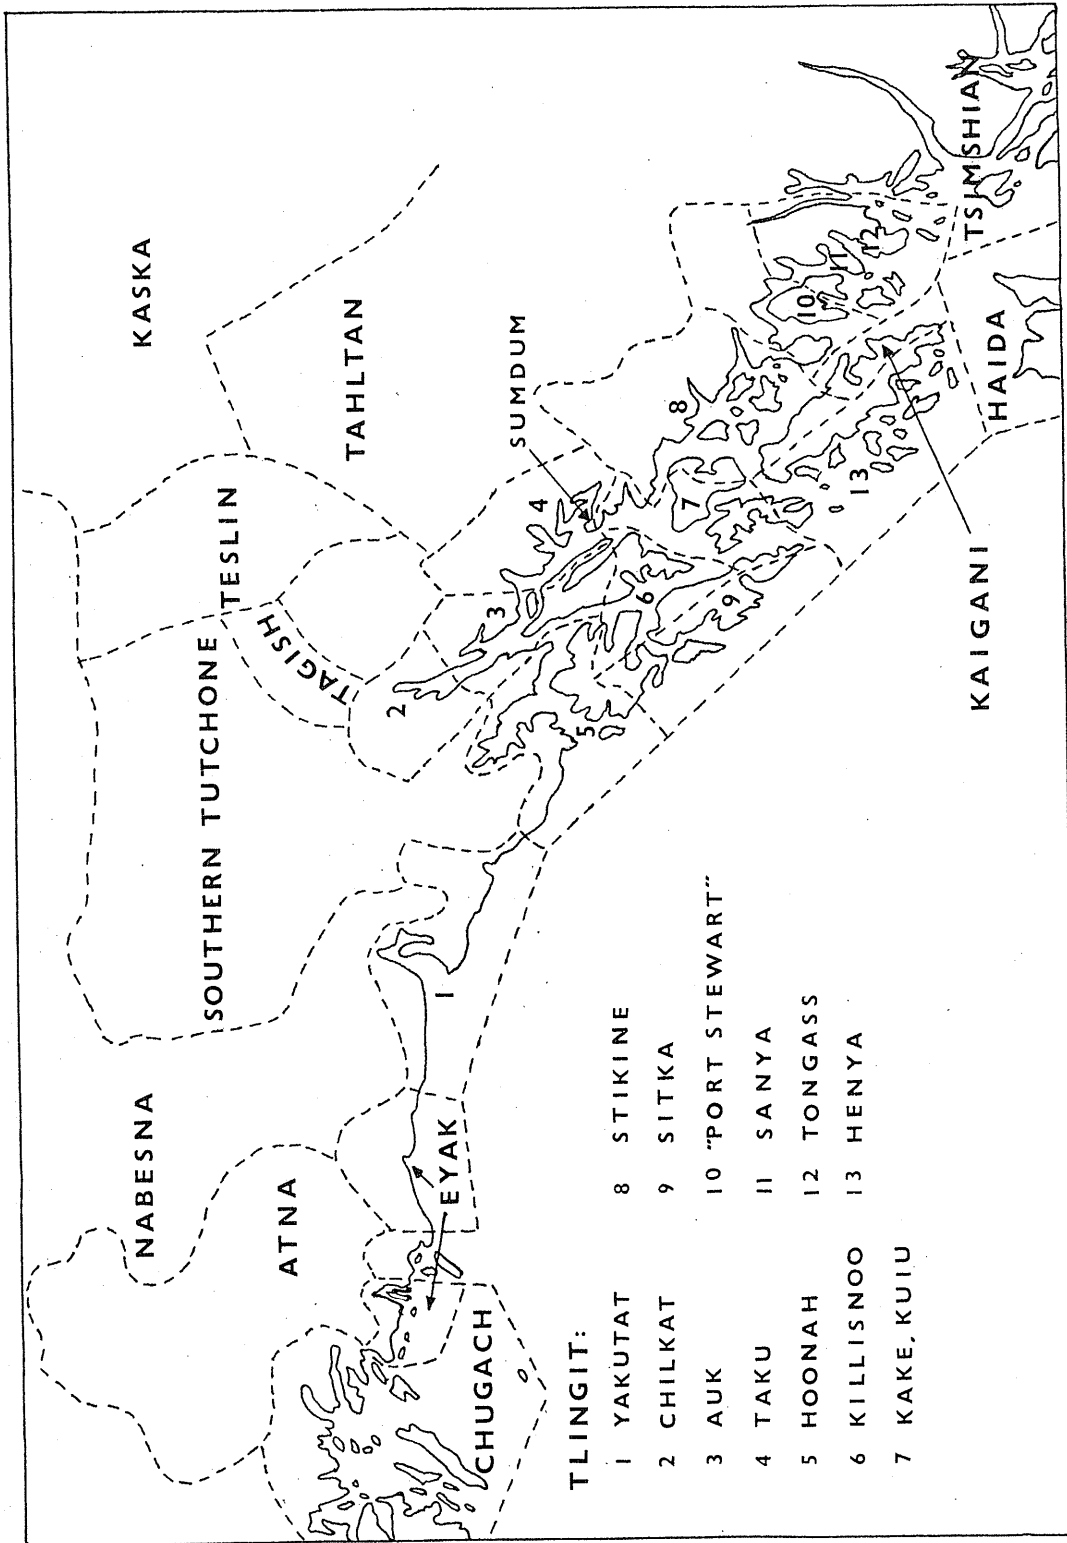 KASKA
TAHLTAN
SUMDUM
TESLIN
TAGISH
SOUTHERN TUTCHONE
NABESNA
ATNA
EYAK
CHUGACH
TSIMSHIAN
HAIDA
KAIGANI
1
2
3
4
5
6
7
8
9
10
11
12
13
TLINGIT:
1 YAKUTAT
2 CHILKAT
3 AUK
4 TAKU
5 HOONAH
6 KILLISNOO
7 KAKE, KUIU
8 STIKINE
9 SITKA
10 "PORT STEWART"
11 SANYA
12 TONGASS
13 HENYA